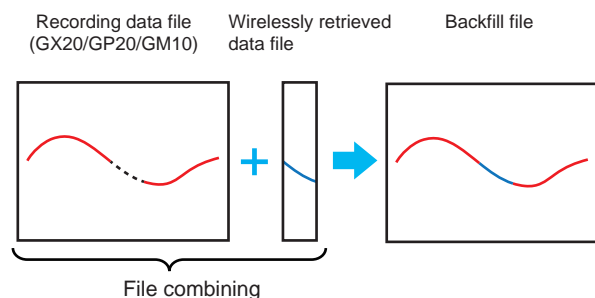 Recording data file
(GX20/GP20/GM10)
Wirelessly retrieved
data file
Backfill file
File combining